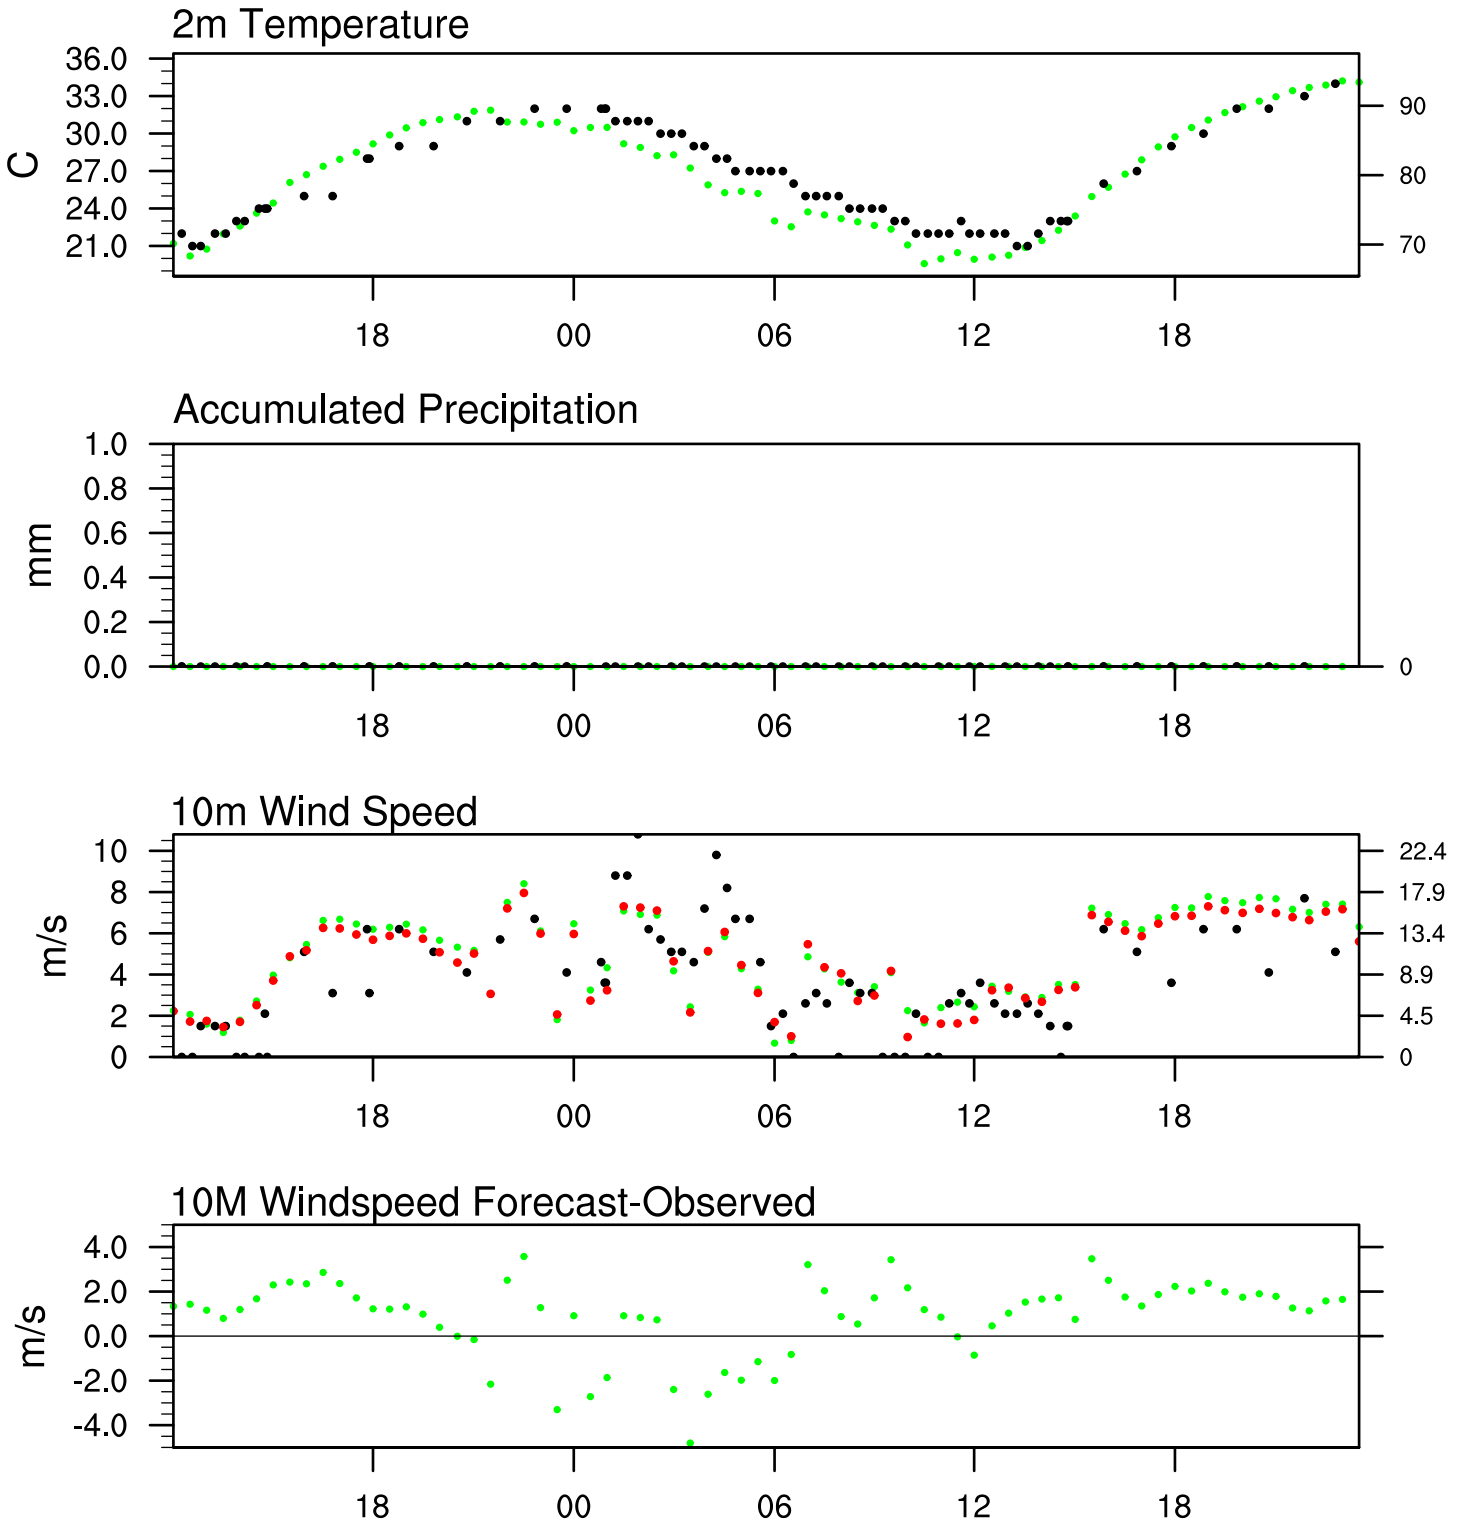 2m Temperature
36.0
33.0
30.0
27.0
24.0
21.0
C
90
80
70
18 00 06 12 18
Accumulated Precipitation
1.0
0.8
0.6
0.4
0.2
0.0
mm
0
18 00 06 12 18
10m Wind Speed
10
8
6
4
2
0
m/s
22.4
17.9
13.4
8.9
4.5
0
18 00 06 12 18
10M Windspeed Forecast-Observed
4.0
2.0
0.0
-2.0
-4.0
m/s
18 00 06 12 18